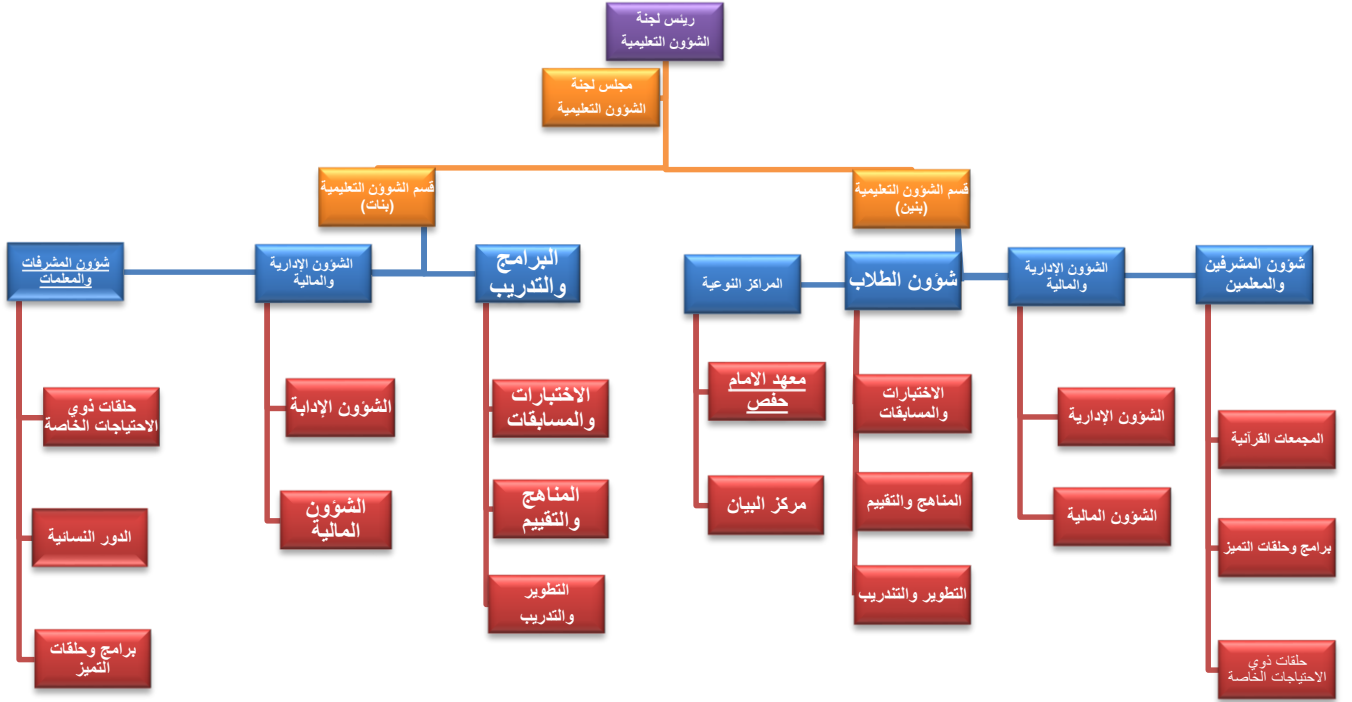 رئيس لجنة
الشؤون التعليمية
مجلس لجنة
الشؤون التعليمية
قسم الشؤون التعليمية
(بنين)
قسم الشوؤن التعليمية
(بنات)
شؤون المشرفين
والمعلمين
الشؤون الإدارية
والمالية
شؤون الطلاب
المراكز النوعية
البرامج
والتدريب
الشؤون الإدارية
والمالية
شؤون المشرفات
والمعلمات
المجمعات القرآنية
برامج وحلقات التميز
حلقات ذوي
الاحتياجات الخاصة
الشؤون الإدارية
الشؤون المالية
الاختبارات
والمسابقات
المناهج والتقييم
التطوير والتندريب
معهد الامام
حفص
مركز البيان
الاختبارات
والمسابقات
المناهج
والتقييم
التطوير
والتدريب
الشؤون الإدابة
الشؤون
المالية
حلقات ذوي
الاحتياجات الخاصة
الدور النسائية
برامج وحلقات
التميز